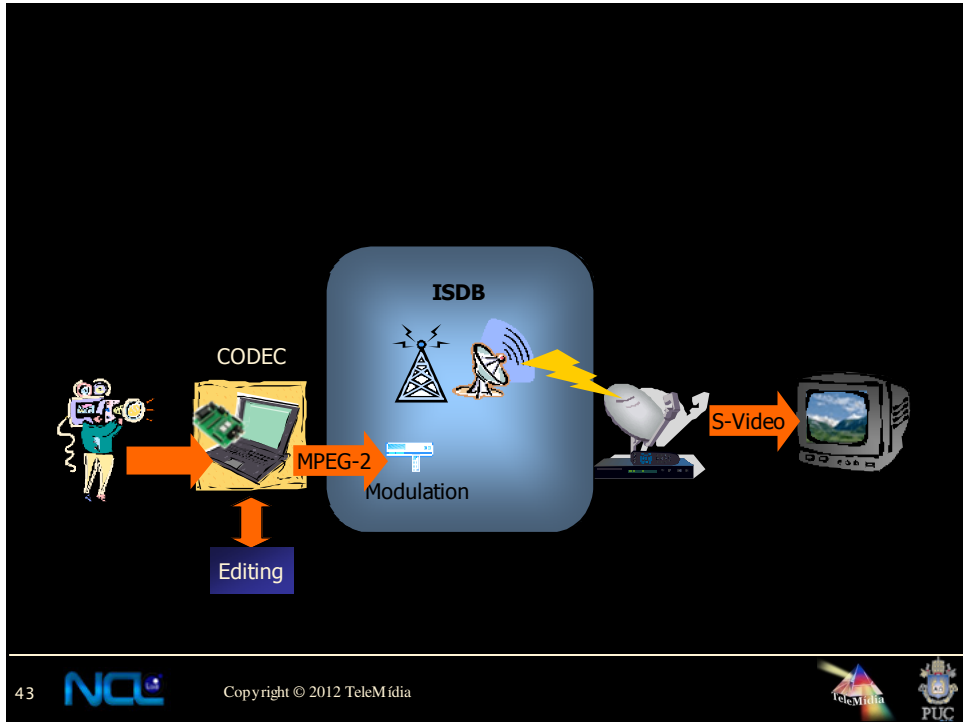 ISDB
CODEC
S-Video
MPEG-2
Modulation
Editing
43
NCL
Copyright © 2012 TeleMídia
TeleMídia
PUC